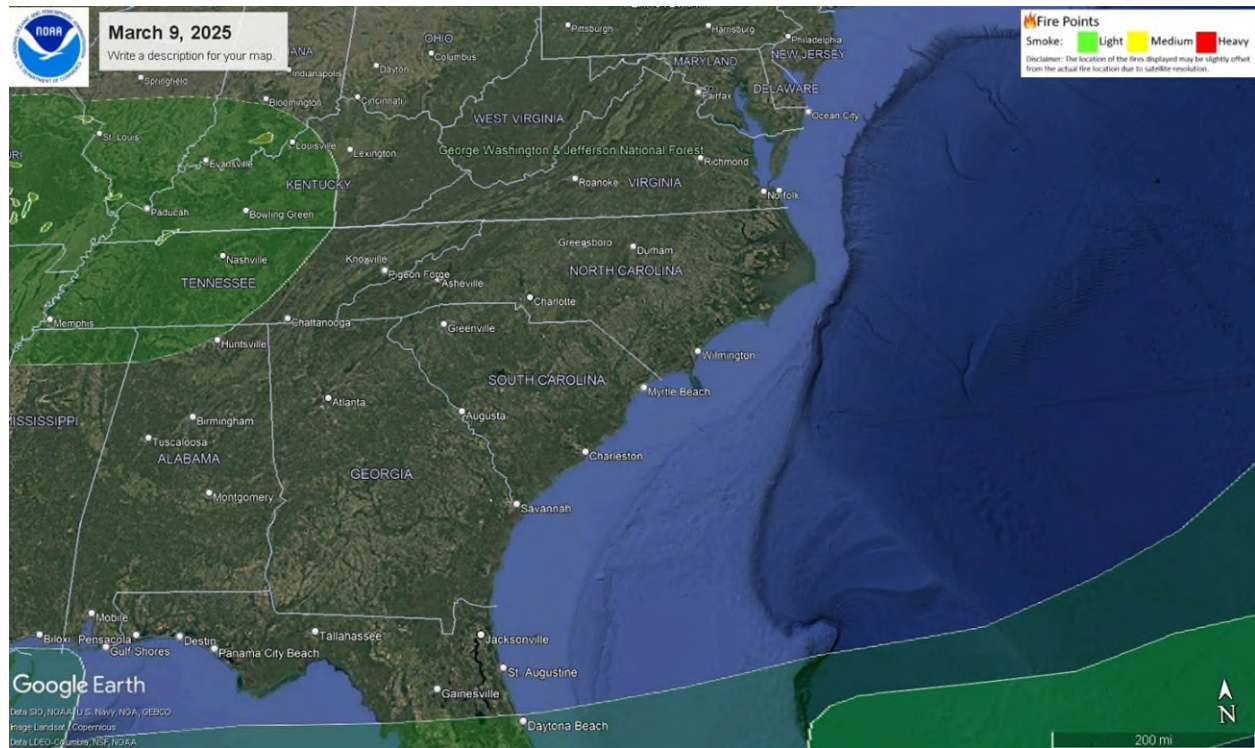 NOAA
March 9, 2025
Write a description for your map.
Fire Points
Smoke: Light Medium Heavy
Disclaimer: The location of the fires displayed may be slightly offset
from the actual fire location due to satellite resolution.
OHIO
Pittsburgh
Harrisburg
Philadelphia
NEW JERSEY
Columbus
Dayton
Indianapolis
Springfield
MARYLAND
Fairfax
DELAWARE
Ocean City
Bloomington
Cincinnati
WEST VIRGINIA
St. Louis
Louisville
Lexington
George Washington & Jefferson National Forest
Richmond
Evansville
KENTUCKY
Roanoke
VIRGINIA
Norfolk
Paducah
Bowling Green
Nashville
Knoxville
Greensboro
Durham
TENNESSEE
Pigeon Forge
Asheville
NORTH CAROLINA
Charlotte
Memphis
Chattanooga
Greenville
Huntsville
Wilmington
SOUTH CAROLINA
Myrtle Beach
Atlanta
Augusta
MISSISSIPPI
Birmingham
Tuscaloosa
ALABAMA
Charleston
GEORGIA
Montgomery
Savannah
Mobile
Biloxi
Pensacola
Destin
Tallahassee
Jacksonville
Gulf Shores
Panama City Beach
St. Augustine
Gainesville
Daytona Beach
Google Earth
Data SIO, NOAA, U.S. Navy, NGA, GEBCO
Image Landsat / Copernicus
Data LDEO-Columbia, NSF, NOAA
N
200 mi